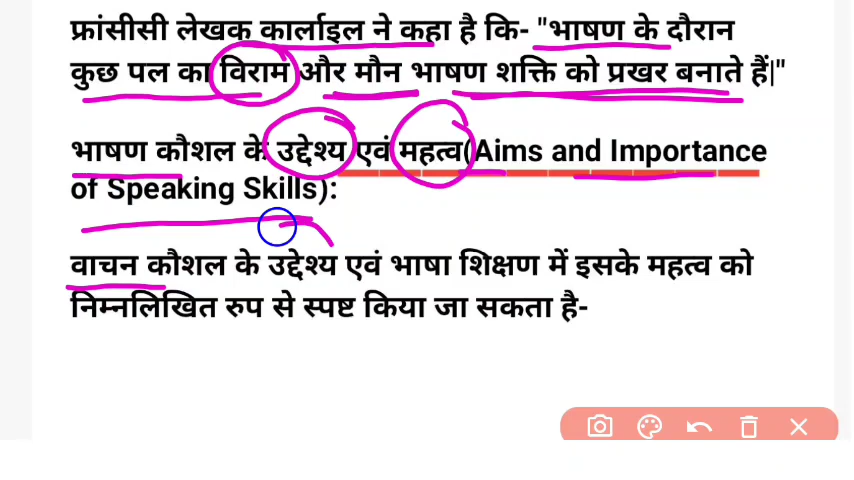 फ्रांसीसी लेखक कार्लाइल ने कहा है कि- "भाषण के दौरान
कुछ पल का विराम और मौन भाषण शक्ति को प्रखर बनाते हैं|"
भाषण कौशल के उद्देश्य एवं महत्व(Aims and Importance
of Speaking Skills):
वाचन कौशल के उद्देश्य एवं भाषा शिक्षण में इसके महत्व को
निम्नलिखित रुप से स्पष्ट किया जा सकता है-